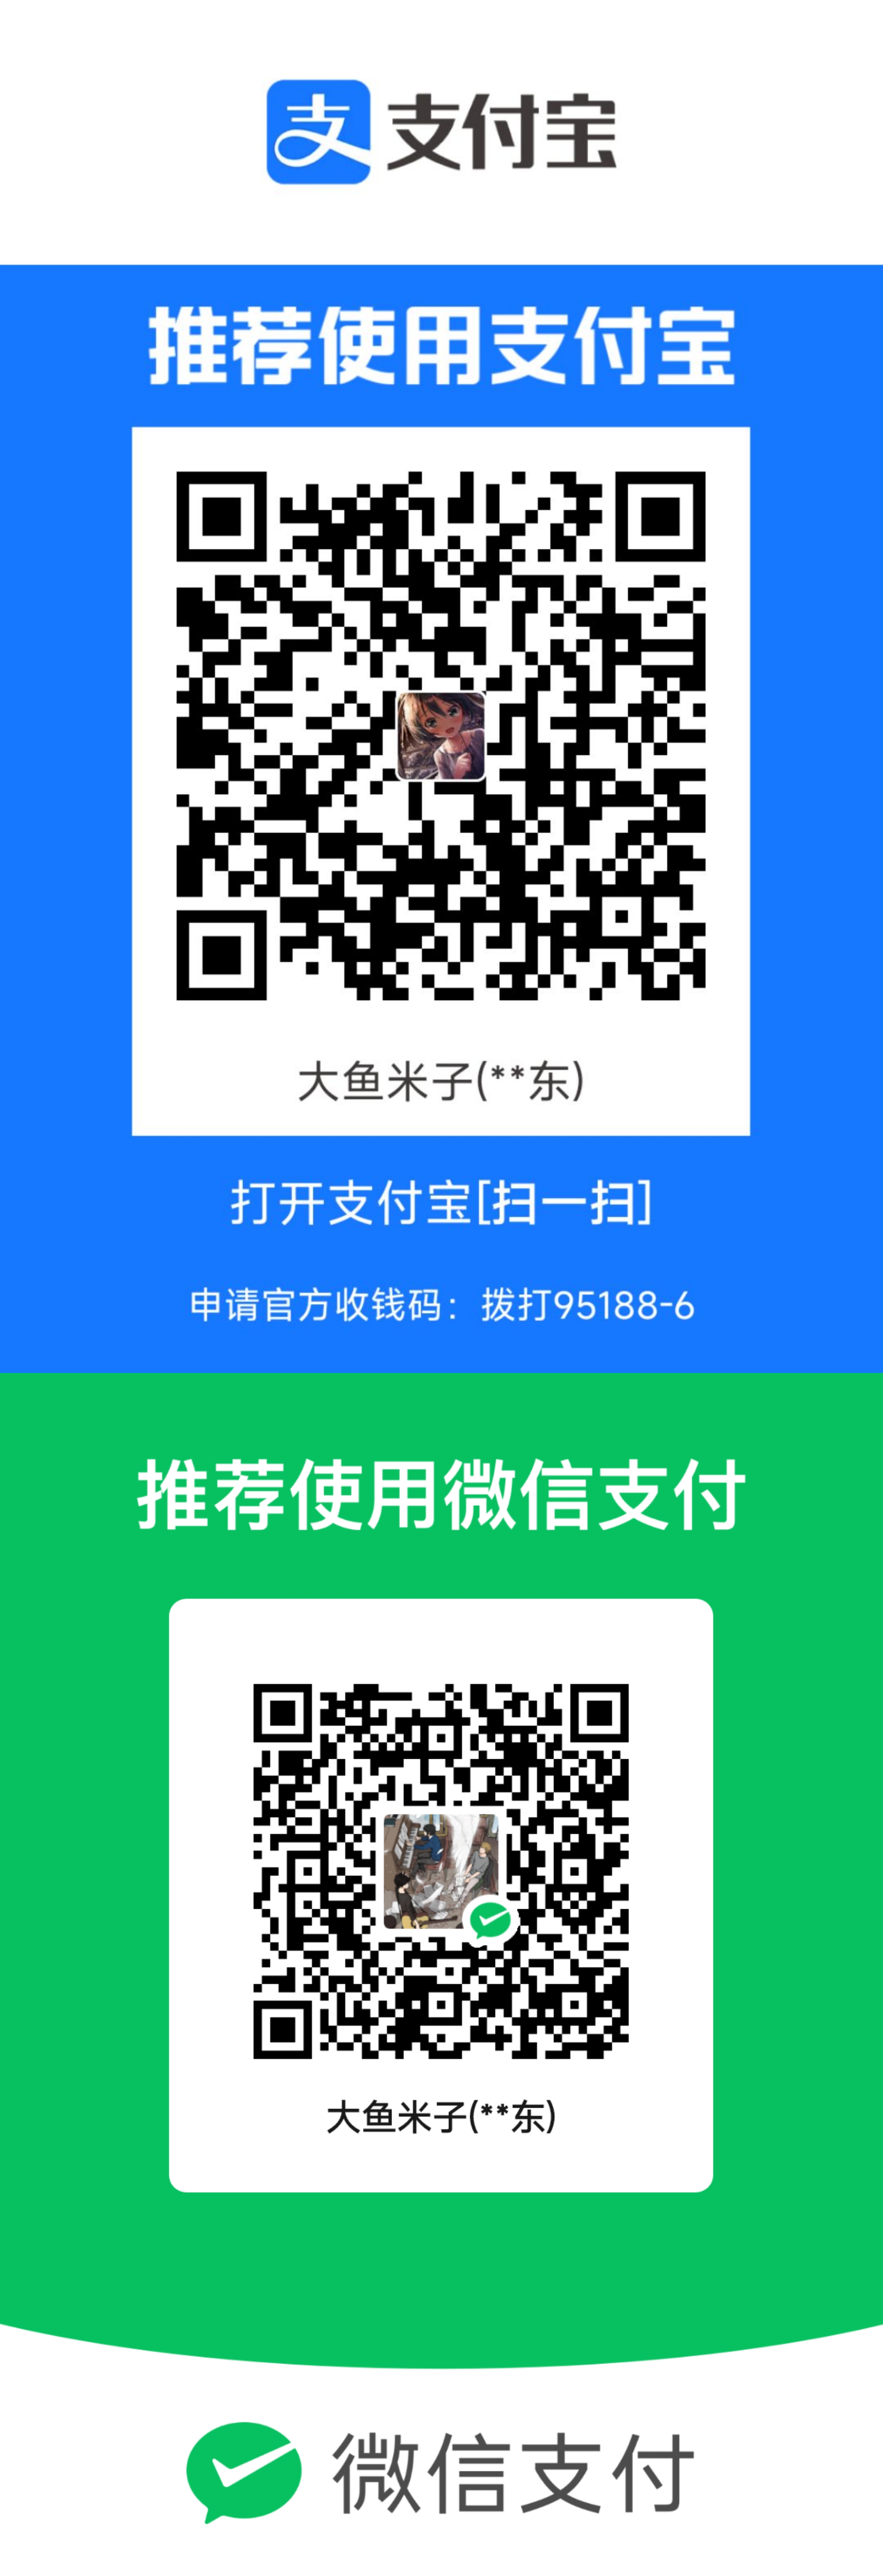 支 支付宝
推荐使用支付宝
大鱼米子(**东)
打开支付宝[扫一扫]
申请官方收钱码：拨打95188-6
推荐使用微信支付
大鱼米子(**东)
微信支付